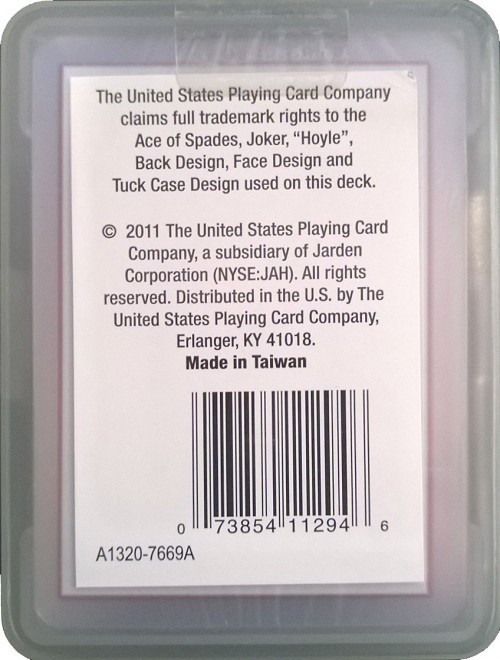 The United States Playing Card Company
claims full trademark rights to the
Ace of Spades, Joker, “Hoyle”,
Back Design, Face Design and
Tuck Case Design used on this deck.
© 2011 The United States Playing Card
Company, a subsidiary of Jarden
Corporation (NYSE:JAH). All rights
reserved. Distributed in the U.S. by The
United States Playing Card Company,
Erlanger, KY 41018.
Made in Taiwan
0 73854 11294 6
A1320-7669A